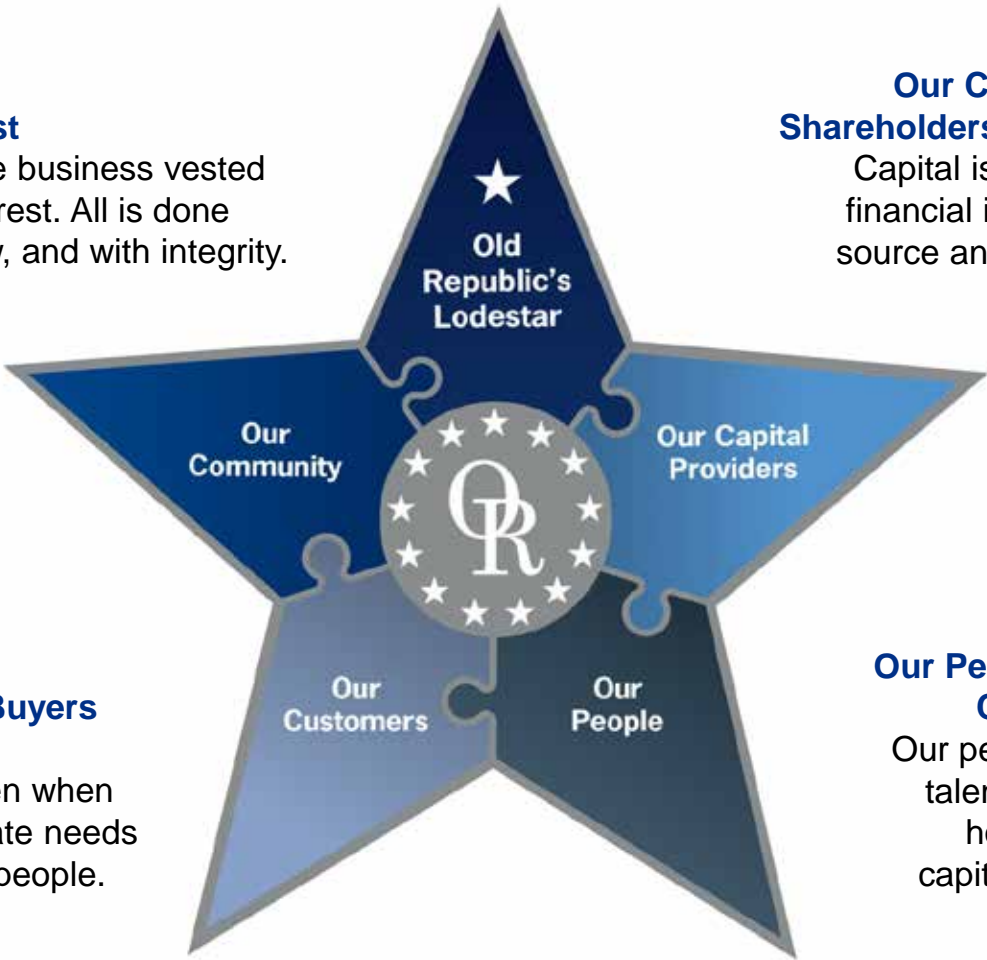 Our C
st
Shareholders
e business vested
Capital is
rest. All is done
financial i
, and with integrity.
source an
Old
Republic's
Lodestar
Our
Community
Our Capital
Providers
OR
Our
Customers
Our
People
Buyers
en when
ate needs
people.
Our Pe
C
Our pe
talen
he
capit